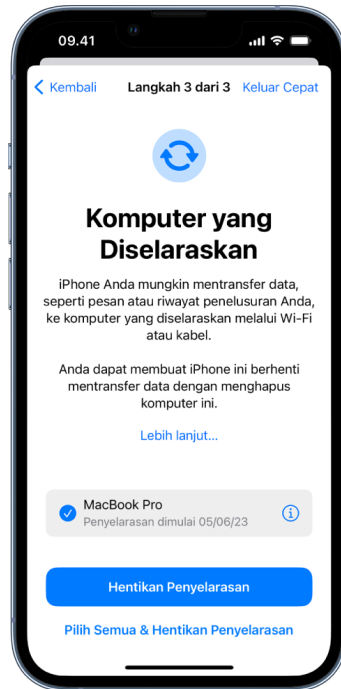 09.41
Kembali
Langkah 3 dari 3
Keluar Cepat
Komputer yang
Diselaraskan
iPhone Anda mungkin mentransfer data,
seperti pesan atau riwayat penelusuran Anda,
ke komputer yang diselaraskan melalui Wi-Fi
atau kabel.
Anda dapat membuat iPhone ini berhenti
mentransfer data dengan menghapus
komputer ini.
Lebih lanjut...
MacBook Pro
Penyelarasan dimulai 05/06/23
Hentikan Penyelarasan
Pilih Semua & Hentikan Penyelarasan